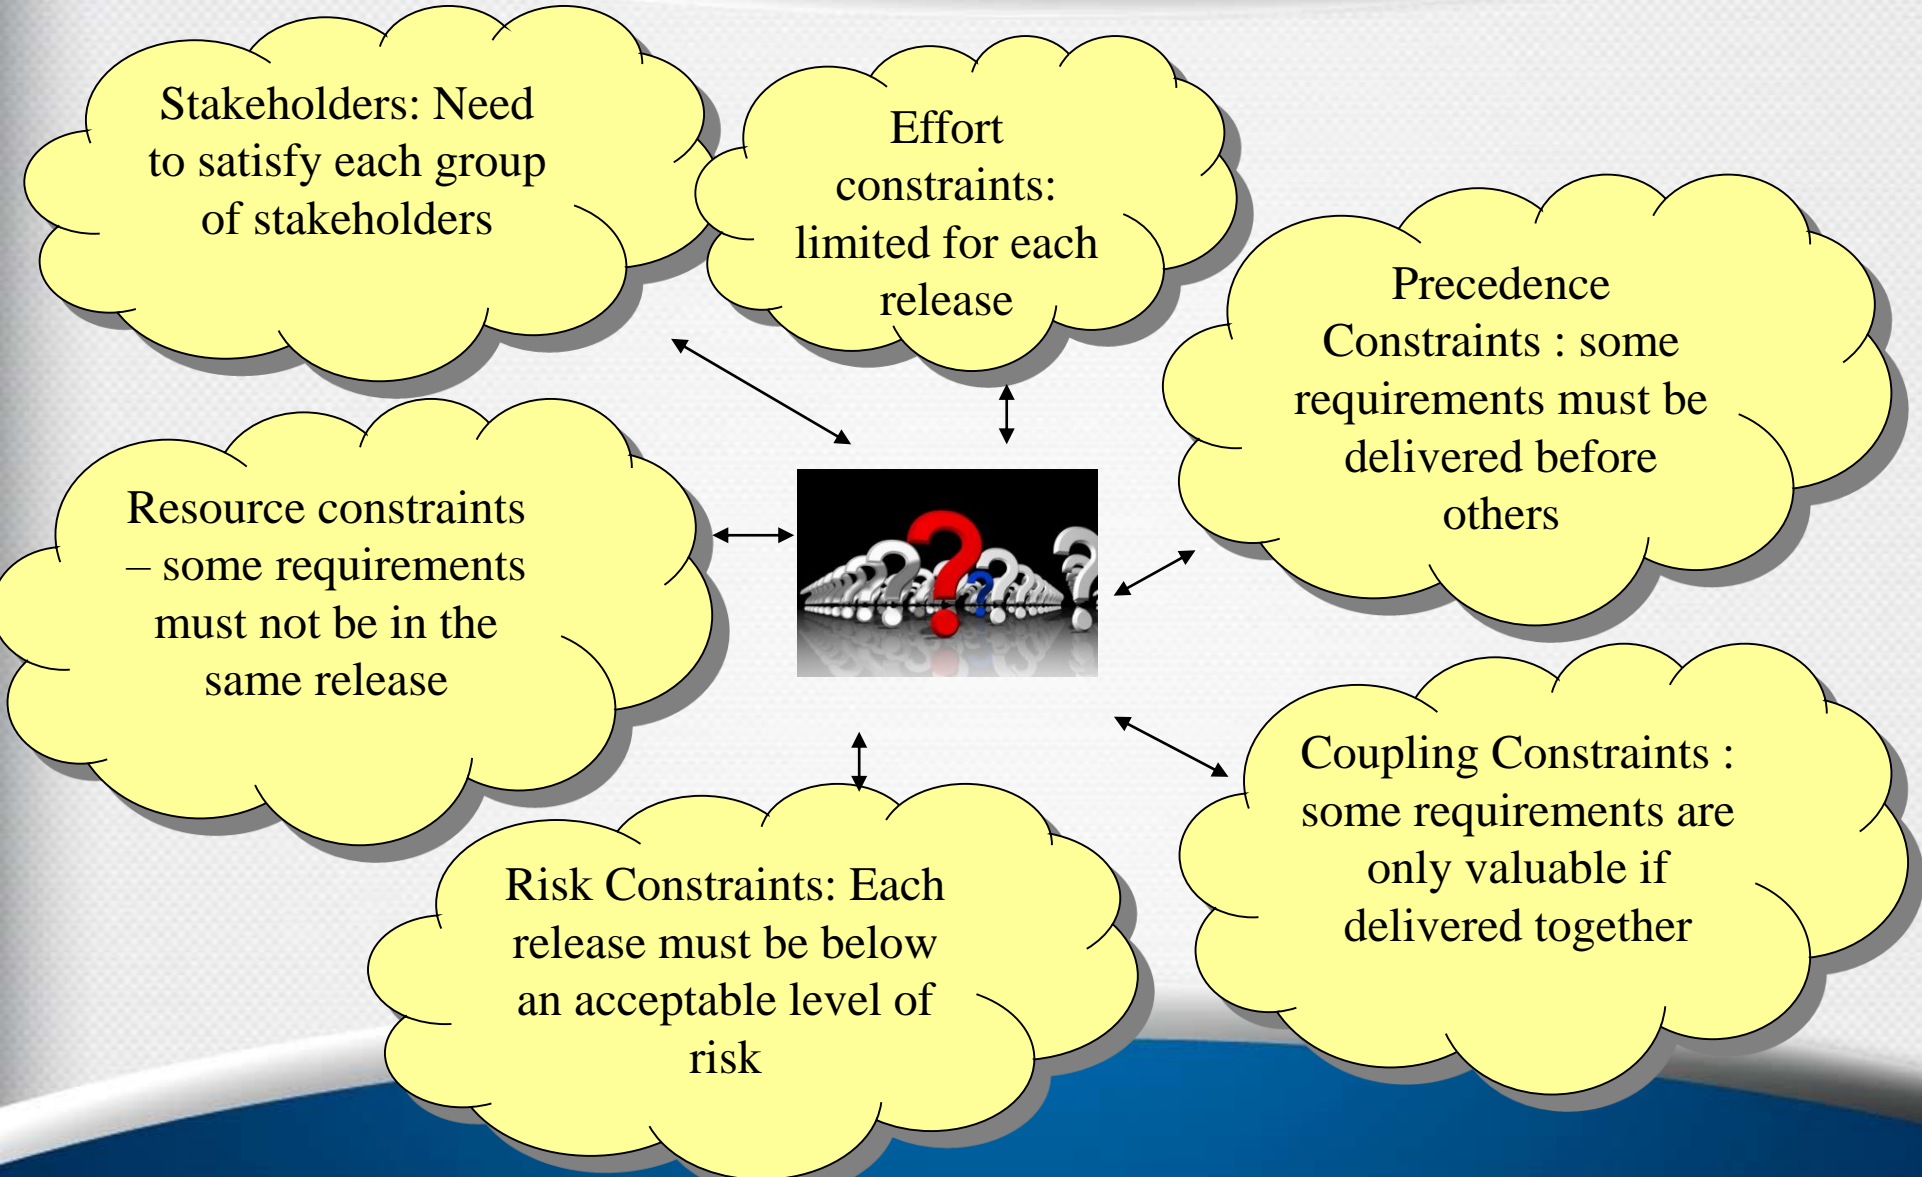 Stakeholders: Need
to satisfy each group
of stakeholders
Effort
constraints:
limited for each
release
Precedence
Constraints : some
requirements must be
delivered before
others
Resource constraints
– some requirements
must not be in the
same release
Coupling Constraints :
some requirements are
only valuable if
delivered together
Risk Constraints: Each
release must be below
an acceptable level of
risk